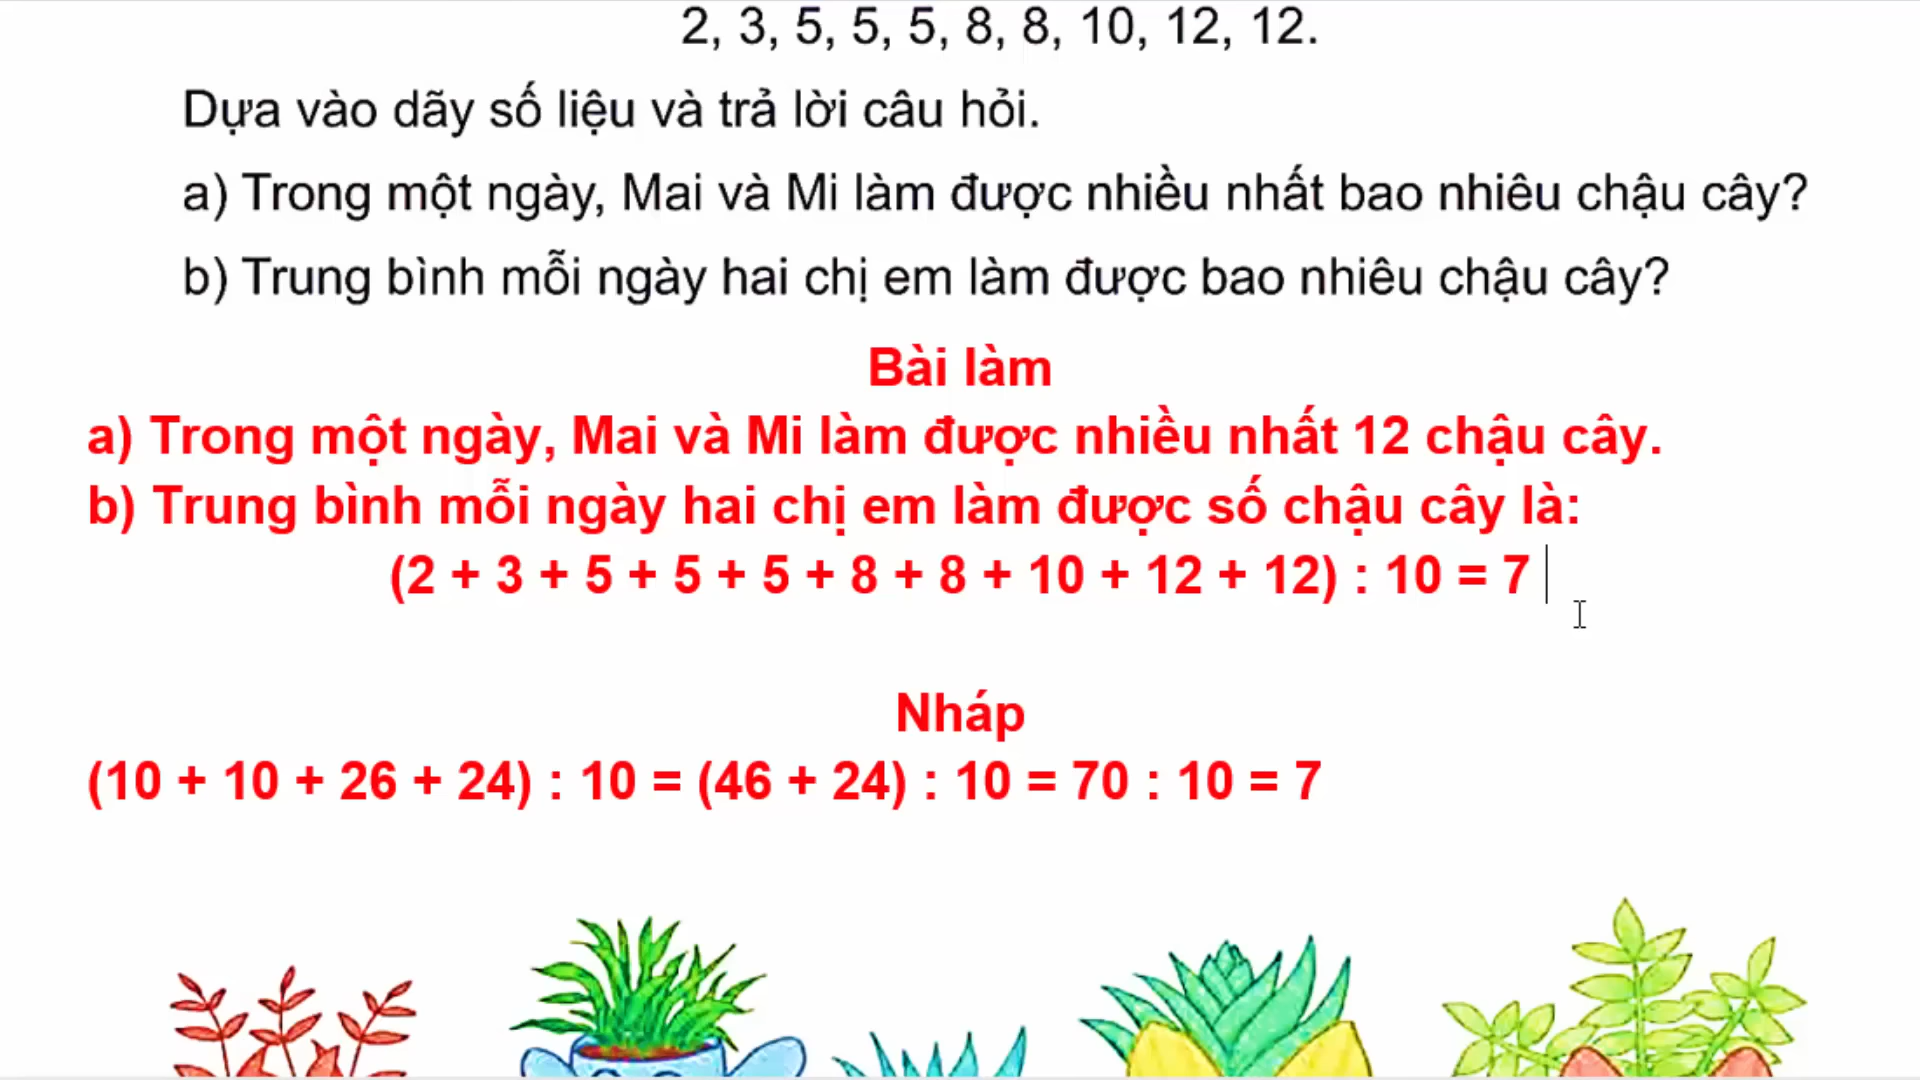 2, 3, 5, 5, 5, 8, 8, 10, 12, 12.
Dựa vào dãy số liệu và trả lời câu hỏi.
a) Trong một ngày, Mai và Mi làm được nhiều nhất bao nhiêu chậu cây?
b) Trung bình mỗi ngày hai chị em làm được bao nhiêu chậu cây?
Bài làm
a) Trong một ngày, Mai và Mi làm được nhiều nhất 12 chậu cây.
b) Trung bình mỗi ngày hai chị em làm được số chậu cây là:
(2 + 3 + 5 + 5 + 5 + 8 + 8 + 10 + 12 + 12) : 10 = 7
Nháp
(10 + 10 + 26 + 24) : 10 = (46 + 24) : 10 = 70 : 10 = 7